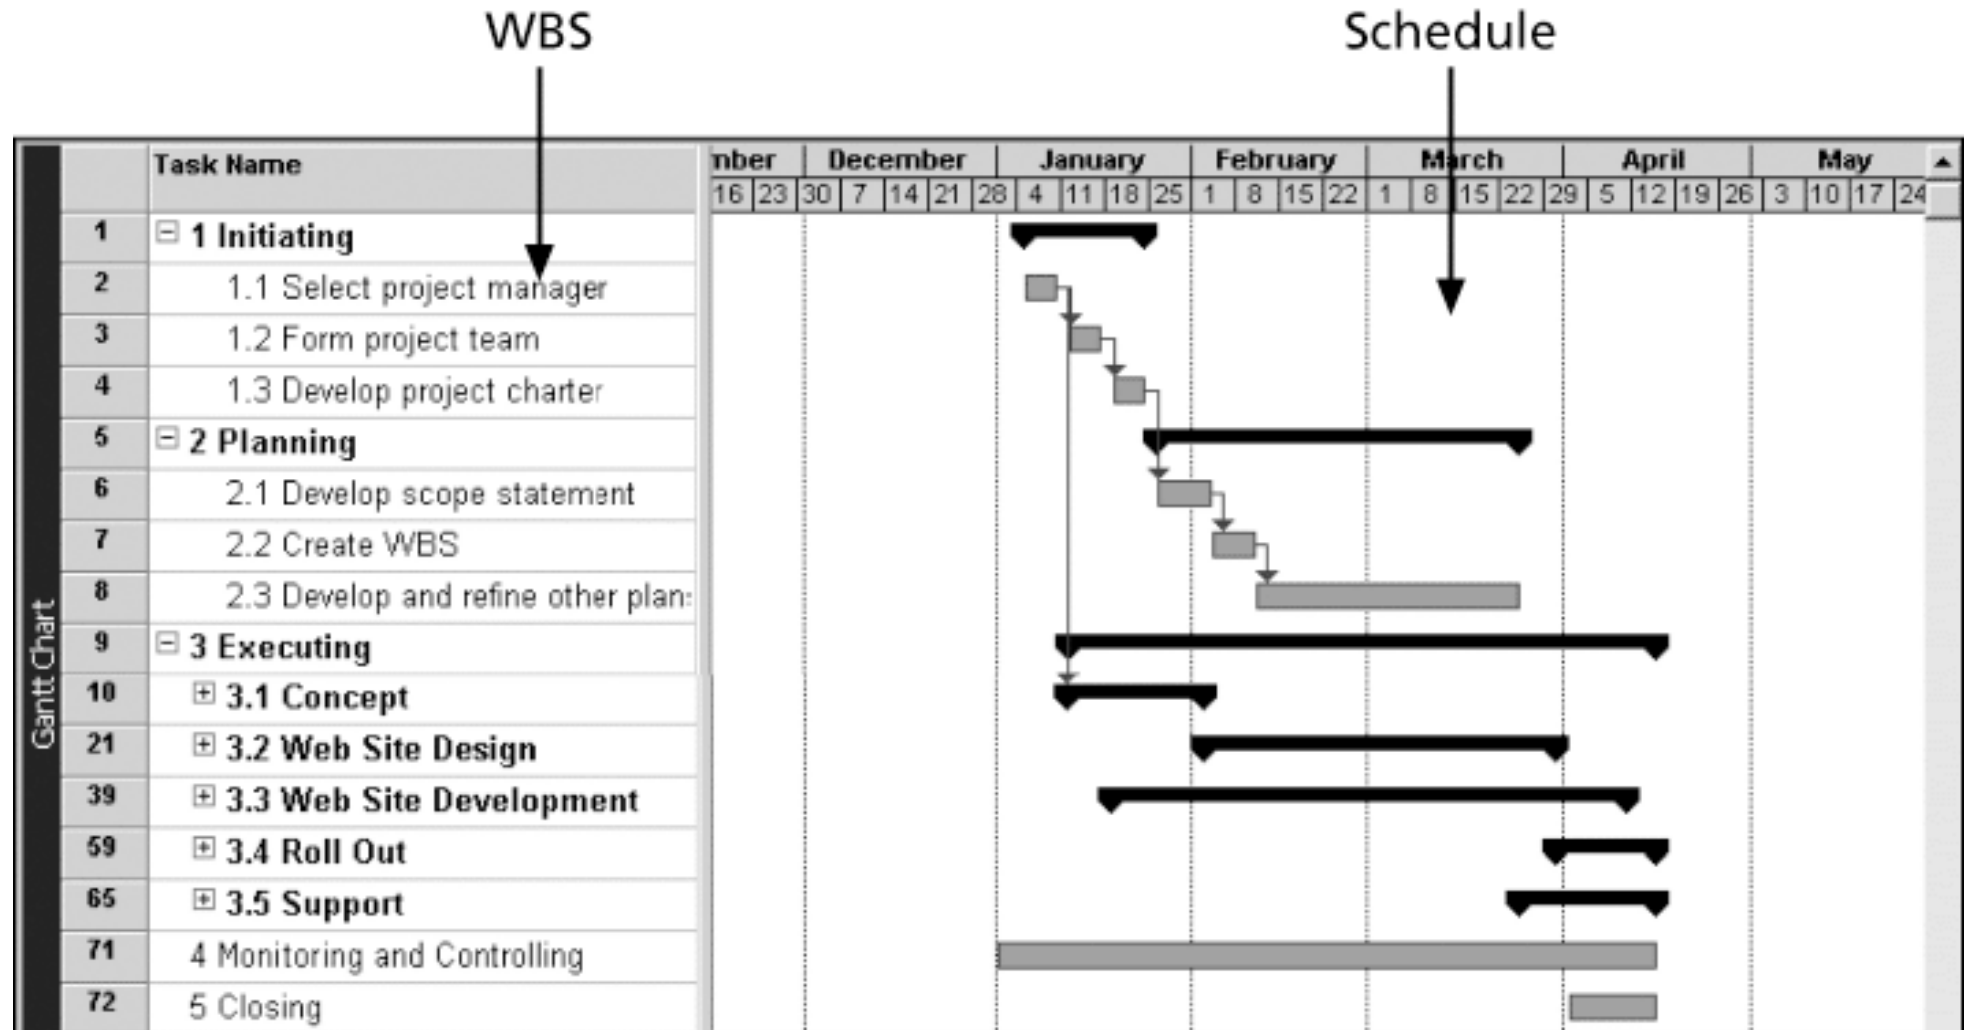 WBS Schedule
Task Name
mber December January February March April May
16 23 30 7 14 21 28 4 11 18 25 1 8 15 22 1 8 15 22 29 5 12 19 26 3 10 17 24
1 1 Initiating
2 1.1 Select project manager
3 1.2 Form project team
4 1.3 Develop project charter
5 2 Planning
6 2.1 Develop scope statement
7 2.2 Create WBS
8 2.3 Develop and refine other plan
9 3 Executing
10 3.1 Concept
21 3.2 Web Site Design
39 3.3 Web Site Development
59 3.4 Roll Out
65 3.5 Support
71 4 Monitoring and Controlling
72 5 Closing
Gantt Chart